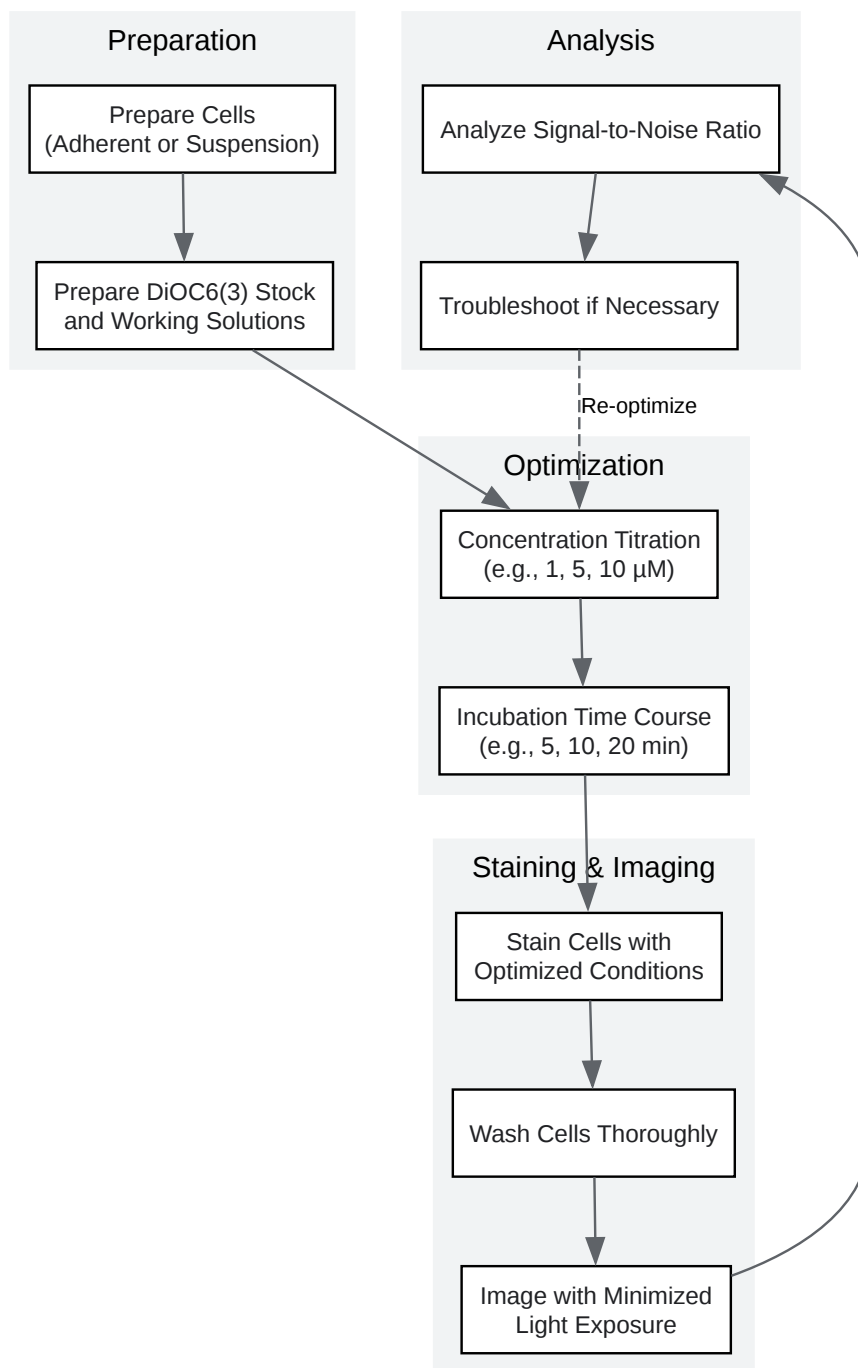 Preparation
Prepare Cells
(Adherent or Suspension)
Prepare DiOC6(3) Stock
and Working Solutions
Analysis
Analyze Signal-to-Noise Ratio
Troubleshoot if Necessary
Re-optimize
Optimization
Concentration Titration
(e.g., 1, 5, 10 µM)
Incubation Time Course
(e.g., 5, 10, 20 min)
Staining & Imaging
Stain Cells with
Optimized Conditions
Wash Cells Thoroughly
Image with Minimized
Light Exposure